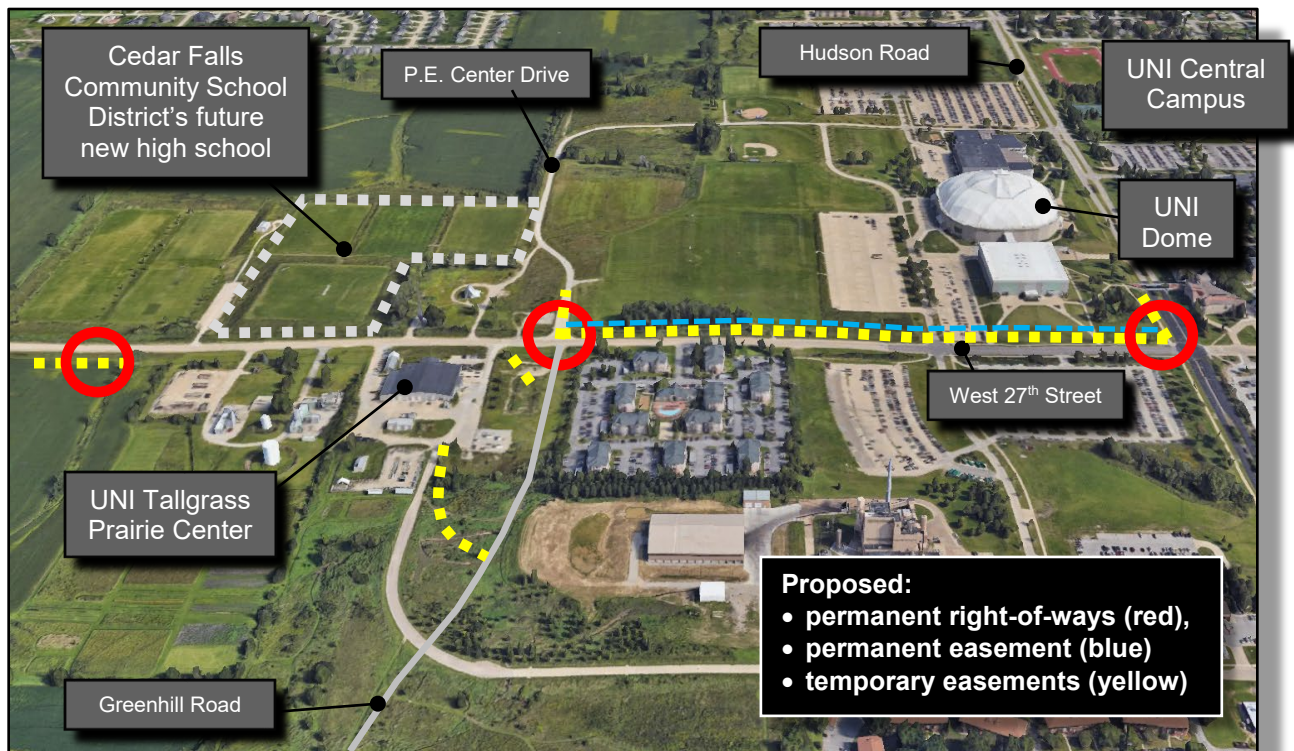 Cedar Falls
Community School
District’s future
new high school
P.E. Center Drive
Hudson Road
UNI Central
Campus
UNI
Dome
West 27th Street
UNI Tallgrass
Prairie Center
Greenhill Road
Proposed:
• permanent right-of-ways (red),
• permanent easement (blue)
• temporary easements (yellow)